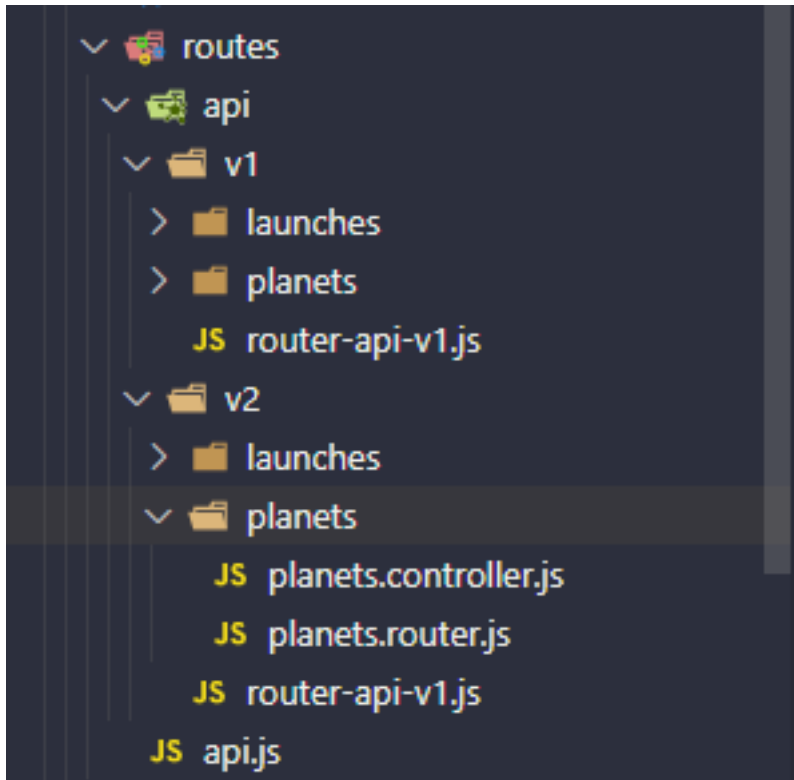 routes
api
v1
launches
planets
JS router-api-v1.js
v2
launches
planets
JS planets.controller.js
JS planets.router.js
JS router-api-v1.js
JS api.js